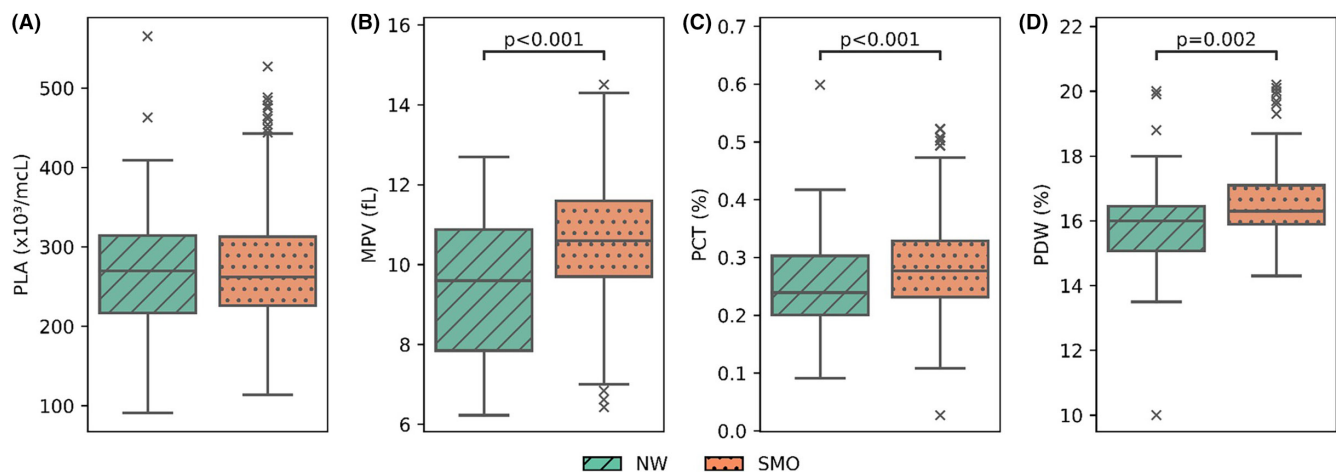 (A)
PLA (x10³/mcL)
500
400
300
200
100
(B)
MPV (fL)
16
14
12
10
8
6
p<0.001
(C)
PCT (%)
0.7
0.6
0.5
0.4
0.3
0.2
0.1
0.0
p<0.001
(D)
PDW (%)
22
20
18
16
14
12
10
p=0.002
NW
SMO